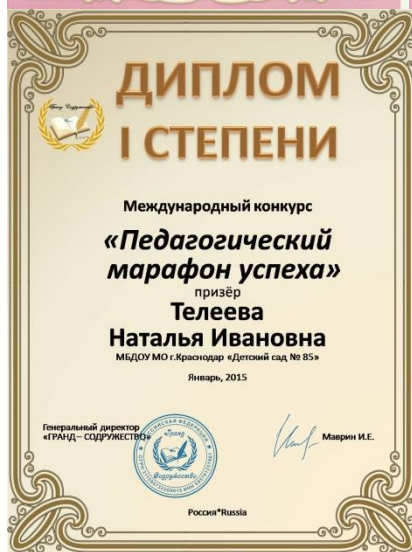 ДИПЛОМ
I СТЕПЕНИ
Международный конкурс
«Педагогический
марафон успеха»
призёр
Телеева
Наталья Ивановна
МБДОУ МО г.Краснодар «Детский сад № 85»
Январь, 2015
Генеральный директор
«ГРАНД – СОДРУЖЕСТВО»
Маврин И.Е.
Россия*Russia